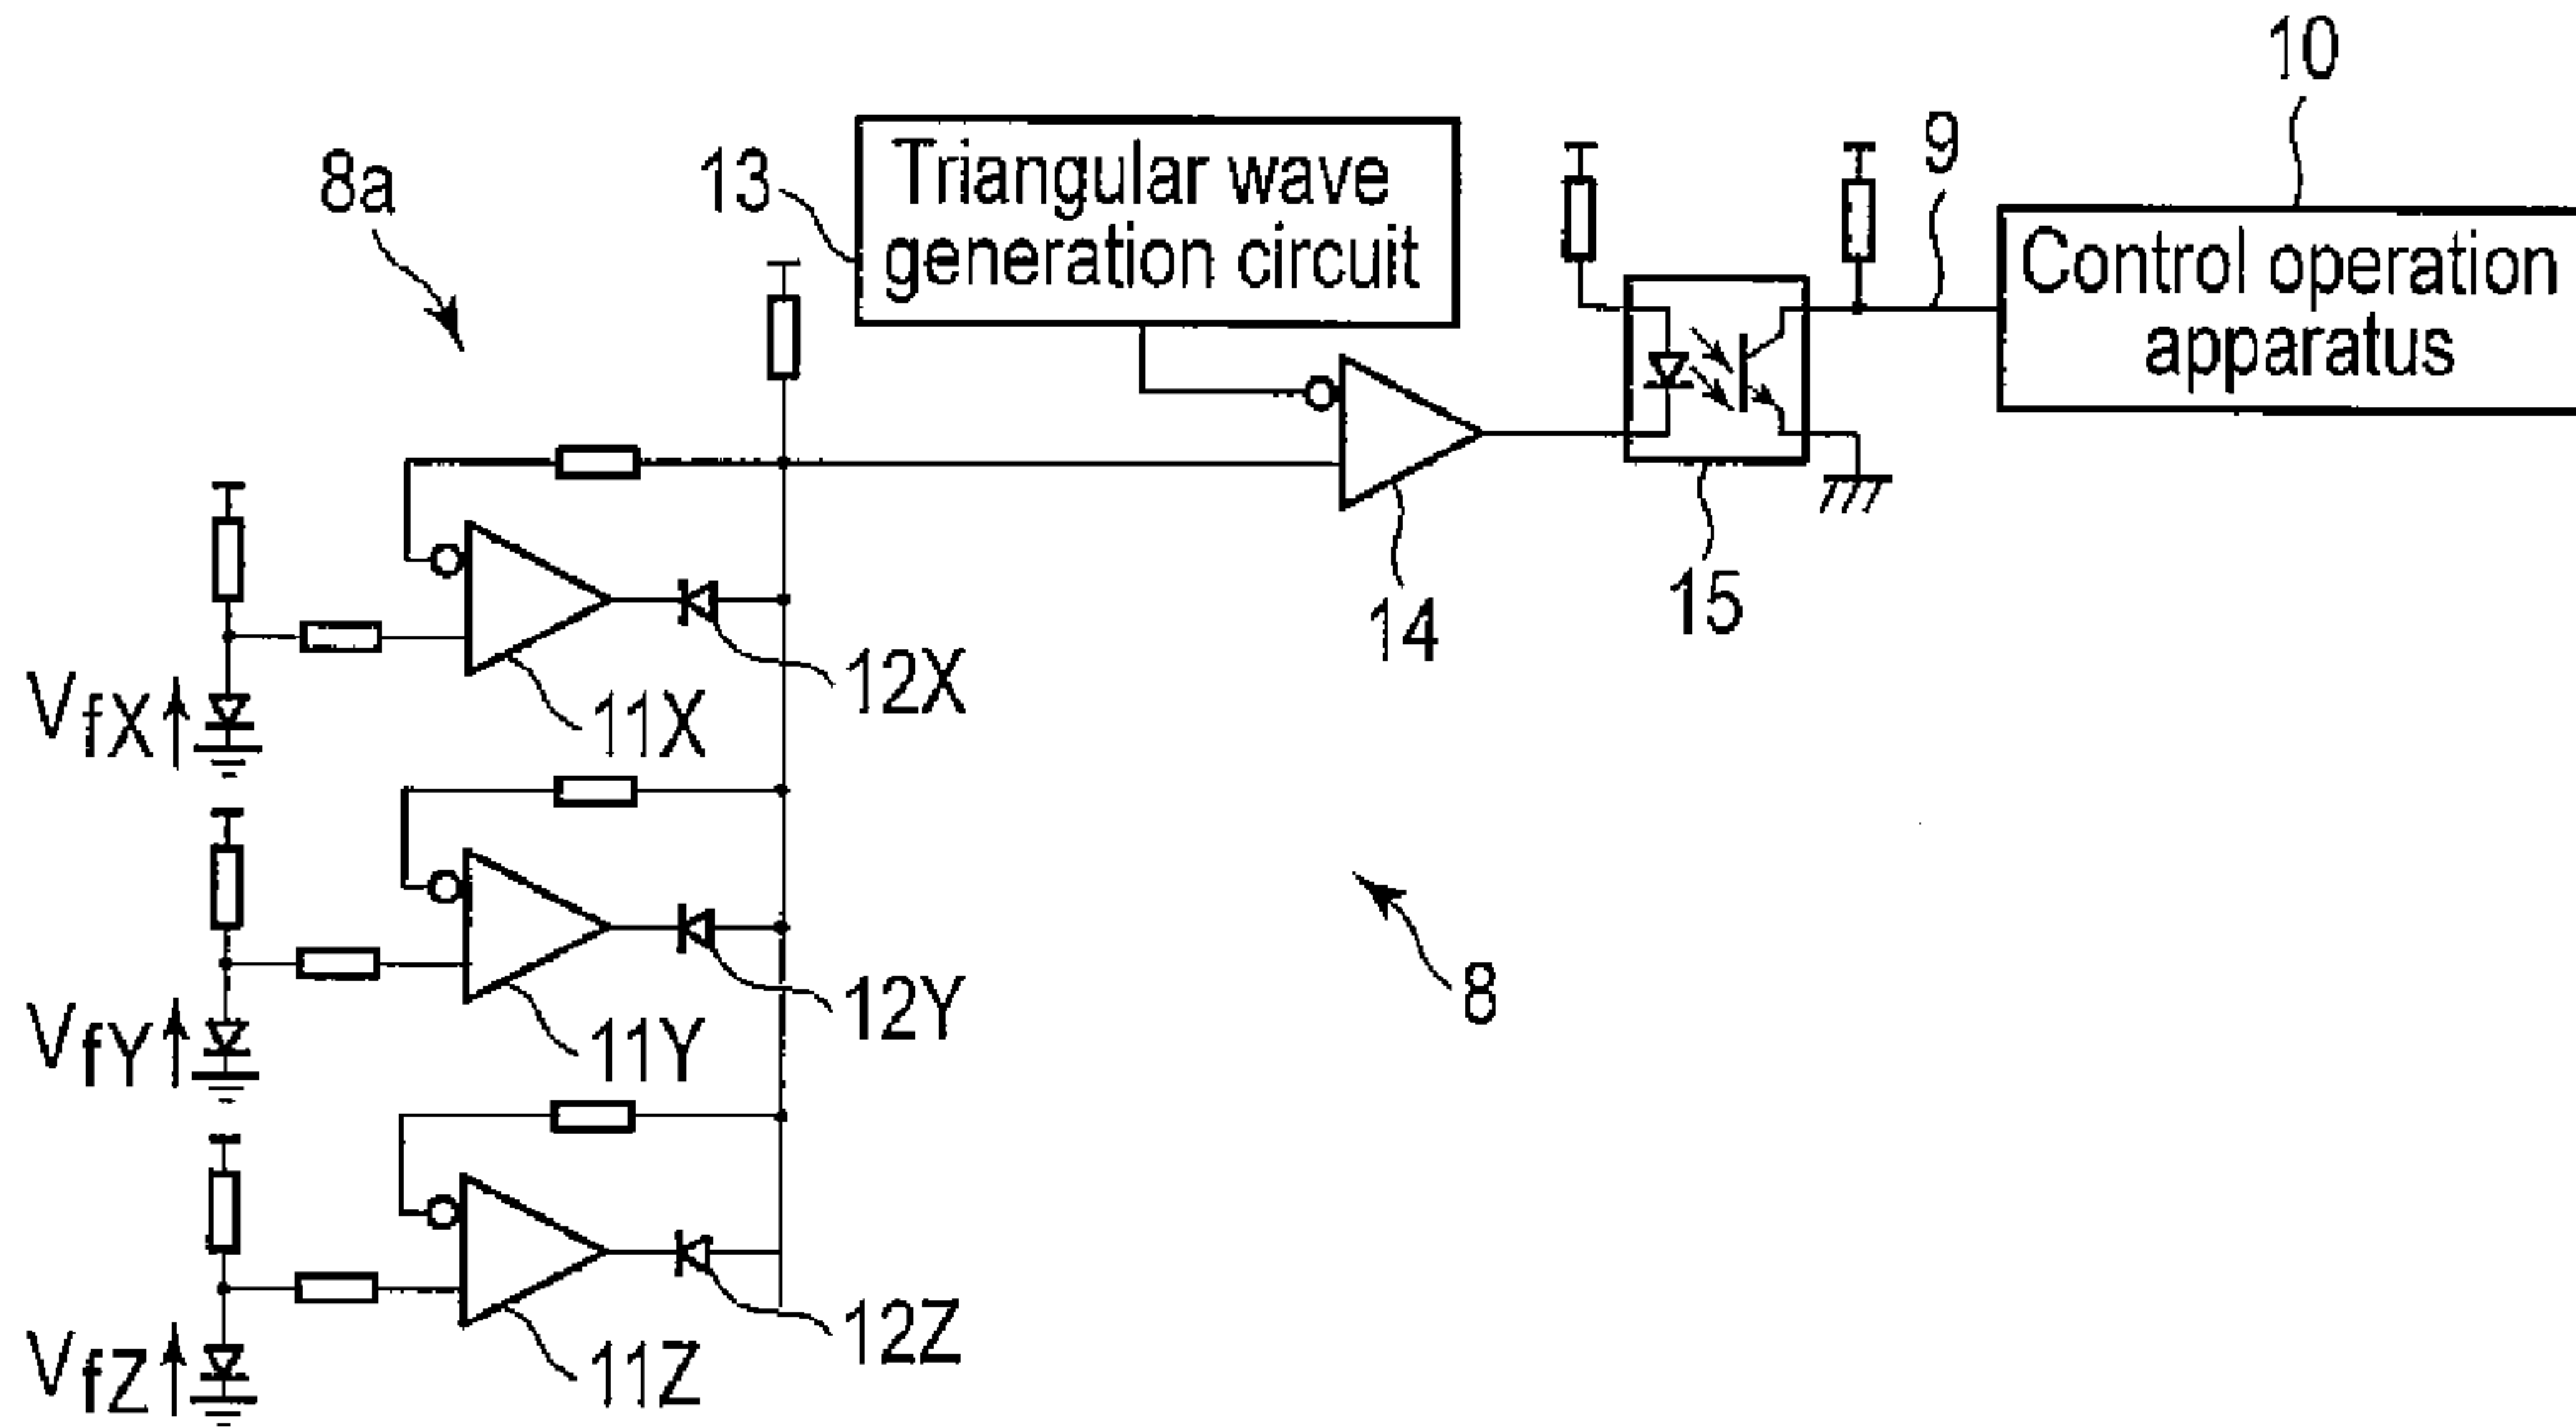 10
9
8a
13
Triangular wave
generation circuit
Control operation
apparatus
14
15
VfX
11X
12X
VfY
11Y
12Y
8
VfZ
11Z
12Z